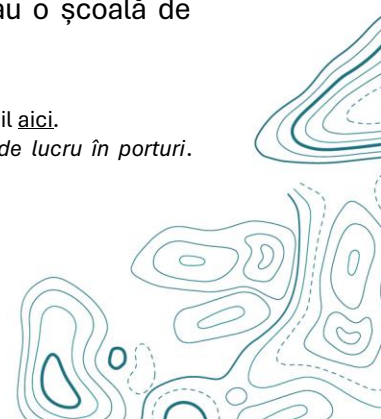 au o școală de
il aici.
de lucru în porturi.